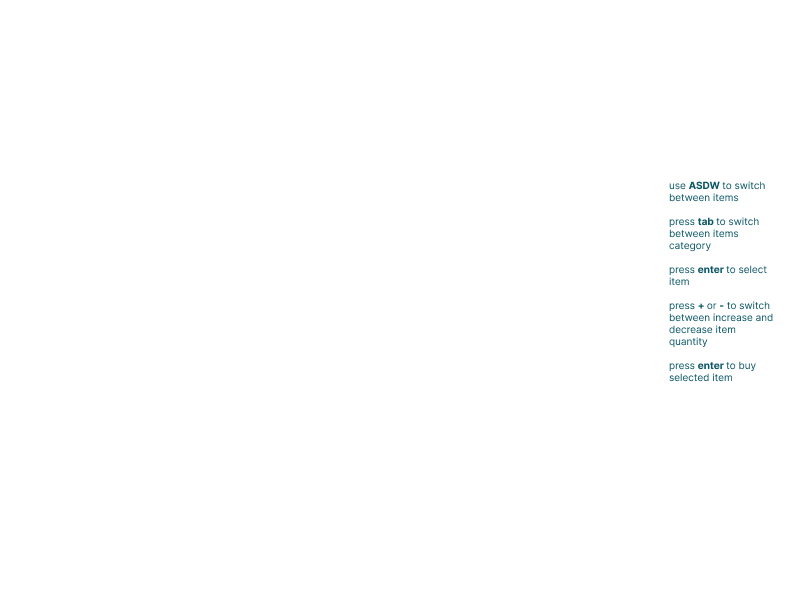 use ASDW to switch
between items
press tab to switch
between items
category
press enter to select
item
press + or - to switch
between increase and
decrease item
quantity
press enter to buy
selected item